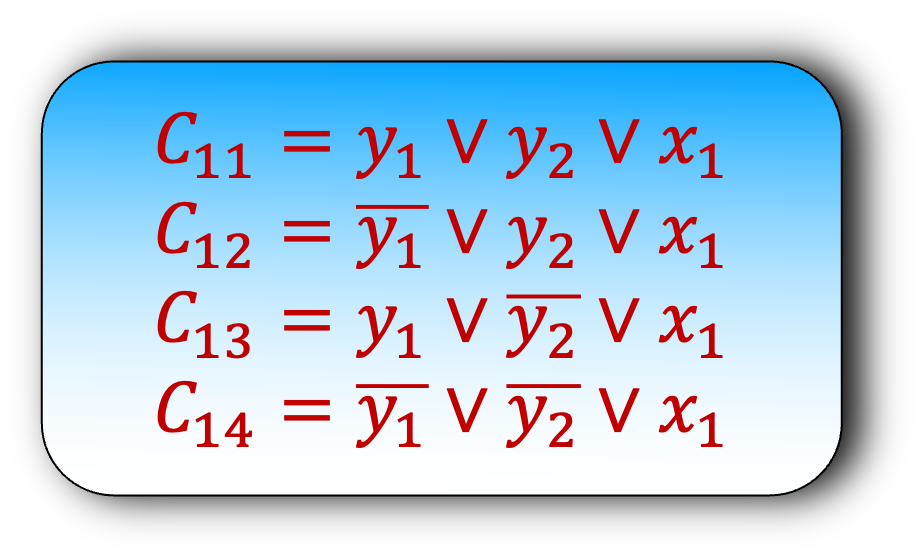 C₁₁ = y₁ ∨ y₂ ∨ x₁
C₁₂ = y̅₁ ∨ y₂ ∨ x₁
C₁₃ = y₁ ∨ y̅₂ ∨ x₁
C₁₄ = y̅₁ ∨ y̅₂ ∨ x₁